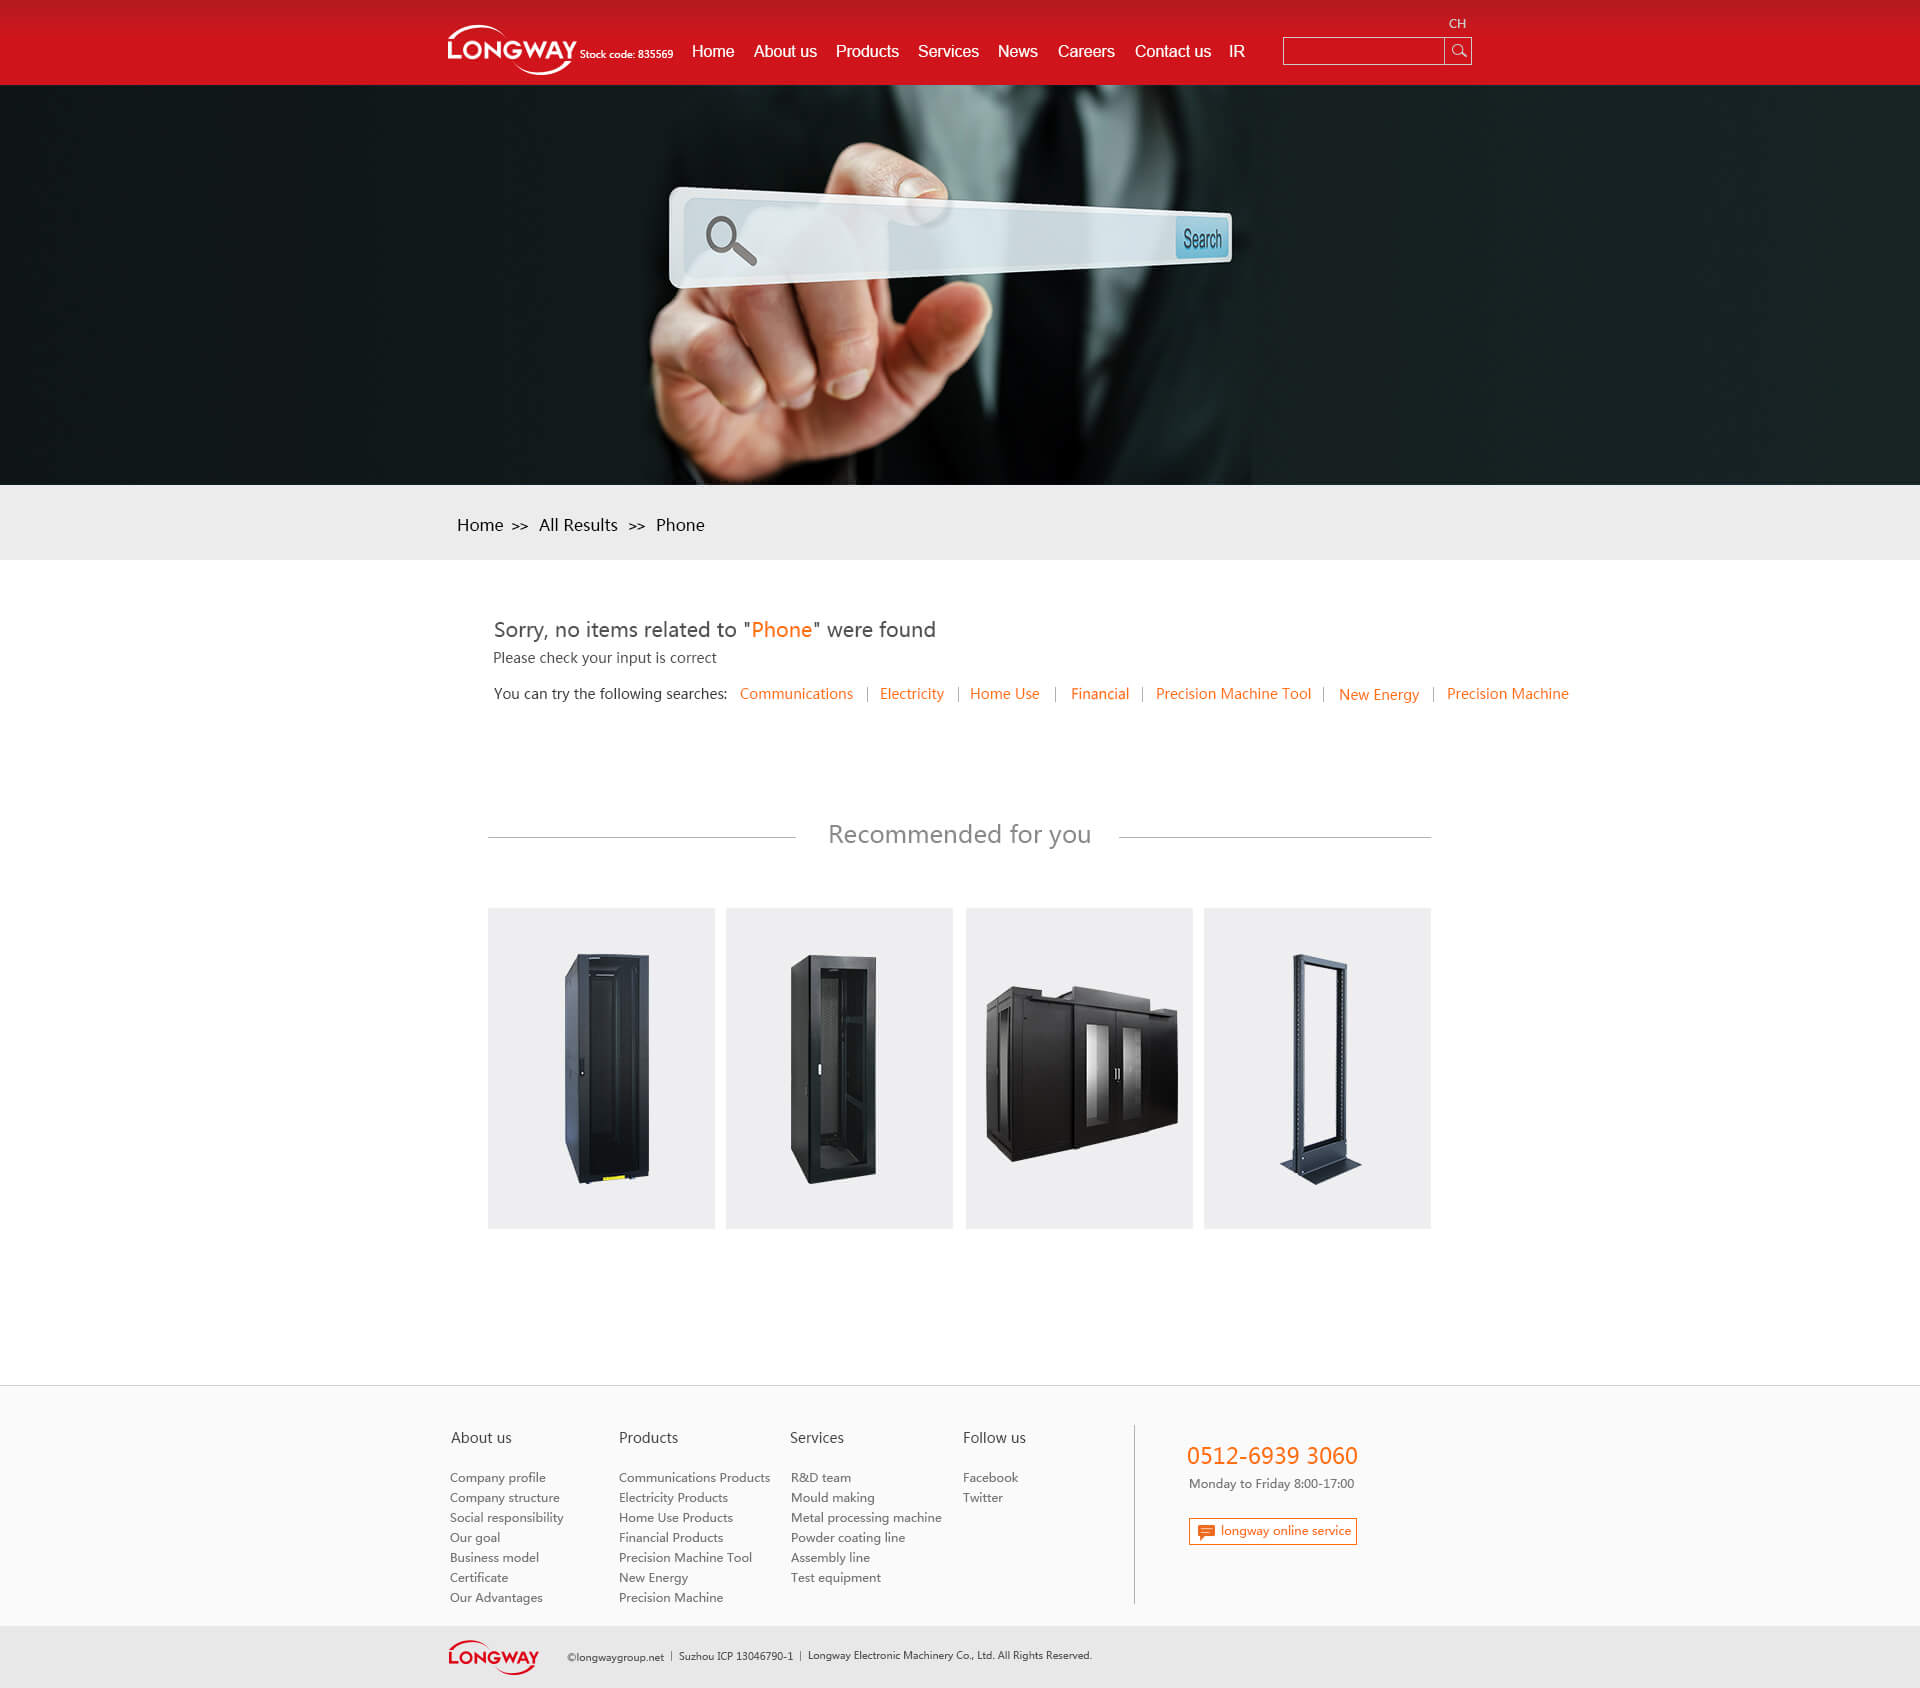 CH
LONGWAY Stock code: 835569 Home About us Products Services News Careers Contact us IR
Search
Home >> All Results >> Phone
Sorry, no items related to "Phone" were found
Please check your input is correct
You can try the following searches: Communications | Electricity | Home Use | Financial | Precision Machine Tool | New Energy | Precision Machine
Recommended for you
About us
Company profile
Company structure
Social responsibility
Our goal
Business model
Certificate
Our Advantages
Products
Communications Products
Electricity Products
Home Use Products
Financial Products
Precision Machine Tool
New Energy
Precision Machine
Services
R&D team
Mould making
Metal processing machine
Powder coating line
Assembly line
Test equipment
Follow us
Facebook
Twitter
0512-6939 3060
Monday to Friday 8:00-17:00
longway online service
LONGWAY ©longwaygroup.net | Suzhou ICP 13046790-1 | Longway Electronic Machinery Co., Ltd. All Rights Reserved.